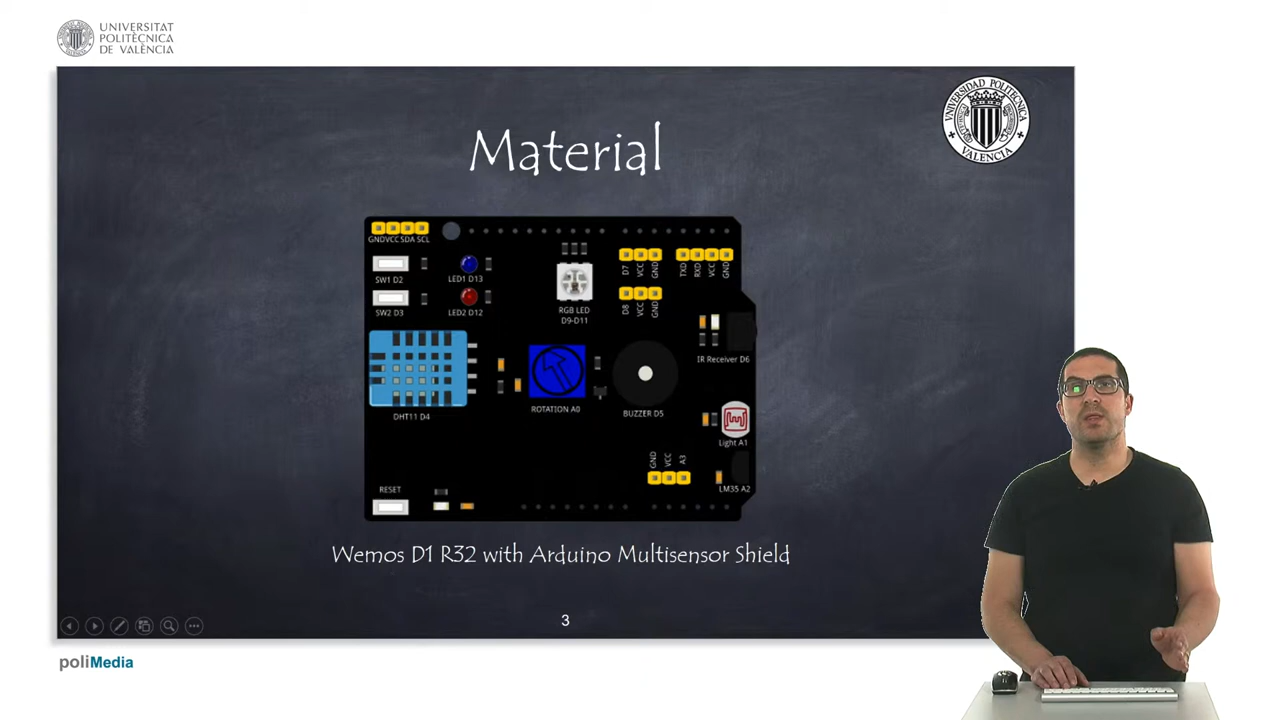 UNIVERSITAT
POLITÈCNICA
DE VALÈNCIA
UNIVERSIDAD POLITECNICA
VALENCIA
Material
GND VCC SDA SCL
SW1 D2
LED1 D13
SW2 D3
LED2 D12
RGB LED
D9-D11
D7 VCC GND
TXD RXD VCC GND
D8 VCC GND
IR Receiver D6
DHT11 D4
ROTATION A0
BUZZER D5
Light A1
GND VCC A3
LM35 A2
RESET
Wemos D1 R32 with Arduino Multisensor Shield
3
poliMedia